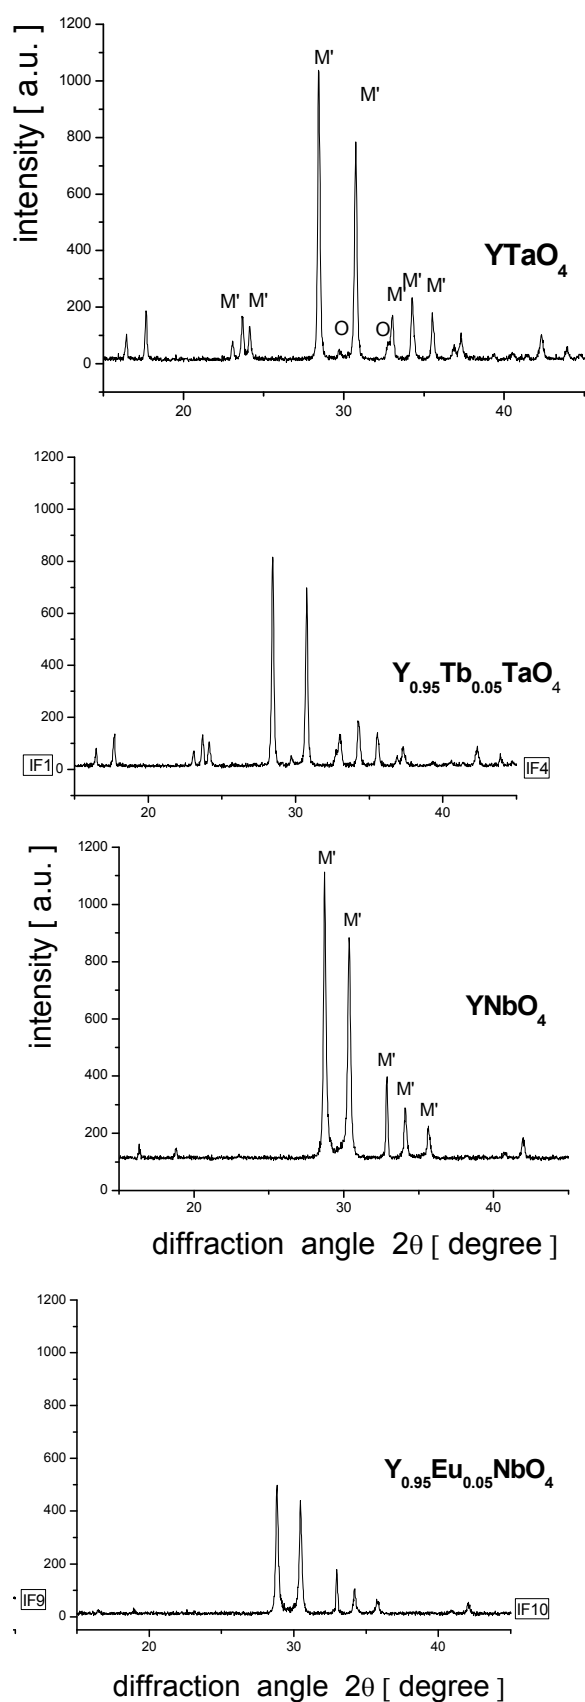 1200
M'
1000
M'
800
intensity [ a.u. ]
600
YTaO4
400
M' M' M' M' M'
200
O O
0
20 30 40
1200
1000
800
600
Y0.95Tb0.05TaO4
400
200
IF1 0 IF4
20 30 40
1200
M'
1000
M'
800
intensity [ a.u. ]
600
YNbO4
400
M'
M'
M'
200
0
20 30 40
diffraction angle 2θ [ degree ]
1200
1000
800
600
Y0.95Eu0.05NbO4
400
200
IF9 0 IF10
20 30 40
diffraction angle 2θ [ degree ]